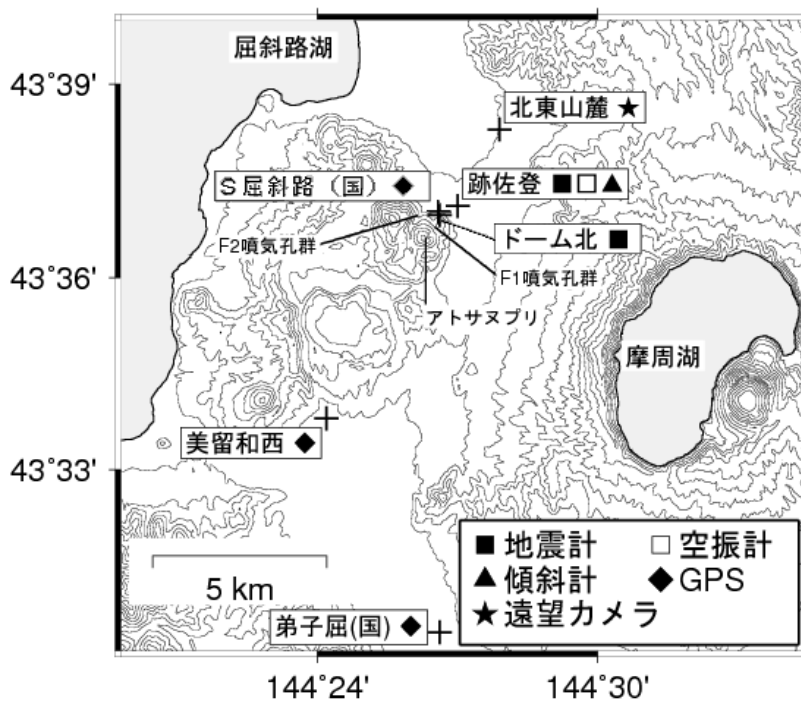 屈斜路湖
43°39'
北東山麓 ★
S屈斜路(国) ◆
跡佐登 ■□▲
ドーム北 ■
F2噴気孔群
F1噴気孔群
43°36'
アトサヌプリ
摩周湖
美留和西 ◆
43°33'
■ 地震計 □ 空振計
▲ 傾斜計 ◆ GPS
★ 遠望カメラ
5 km
弟子屈(国) ◆
144°24'
144°30'